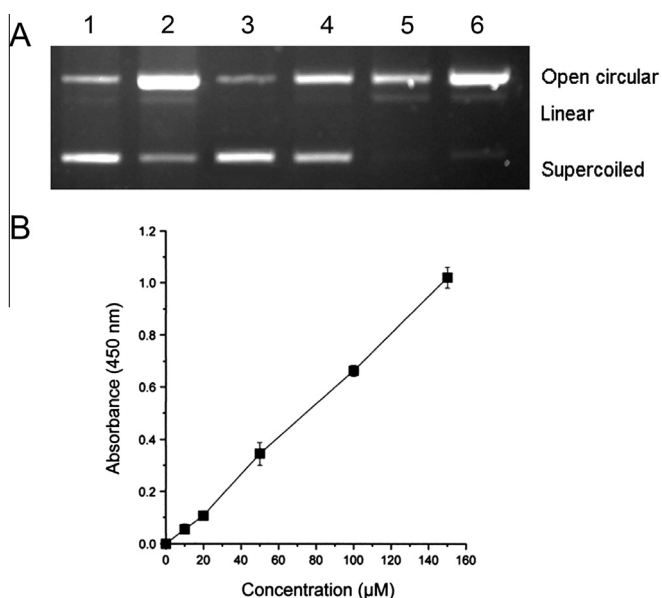 A
1 2 3 4 5 6
Open circular
Linear
Supercoiled
B
1.2
1.0
0.8
0.6
0.4
0.2
0.0
0 20 40 60 80 100 120 140 160
Absorbance (450 nm)
Concentration (µM)